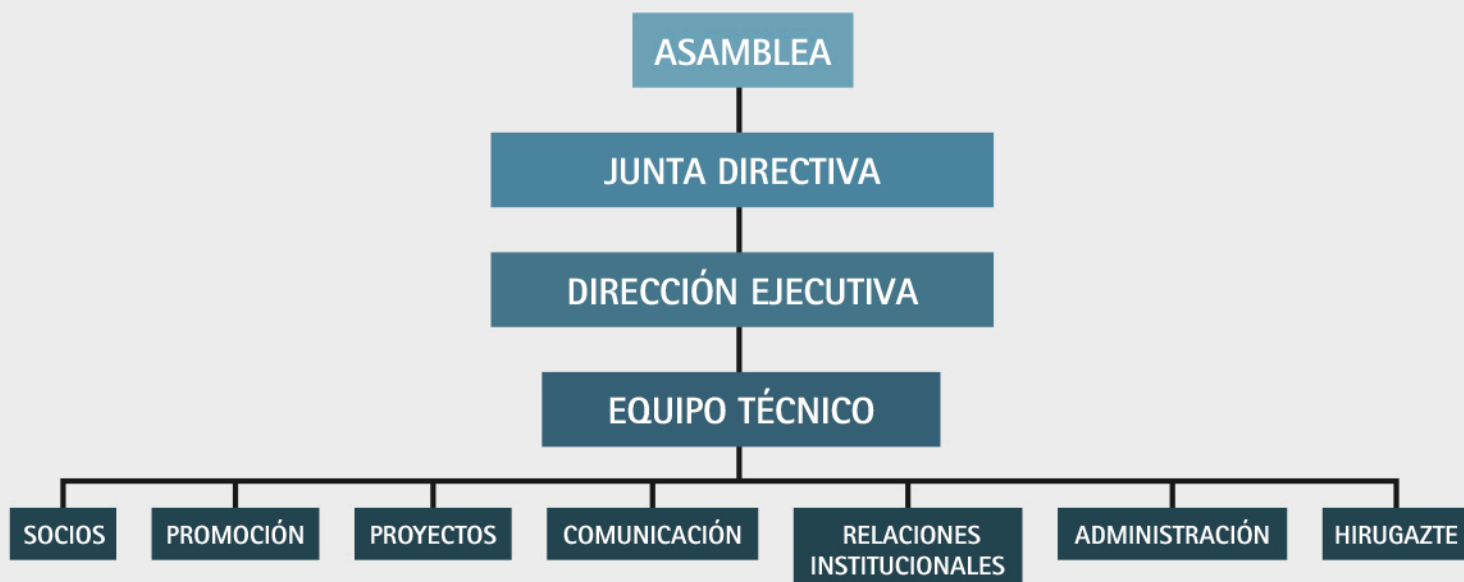 ASAMBLEA
JUNTA DIRECTIVA
DIRECCIÓN EJECUTIVA
EQUIPO TÉCNICO
SOCIOS
PROMOCIÓN
PROYECTOS
COMUNICACIÓN
RELACIONES
INSTITUCIONALES
ADMINISTRACIÓN
HIRUGAZTE